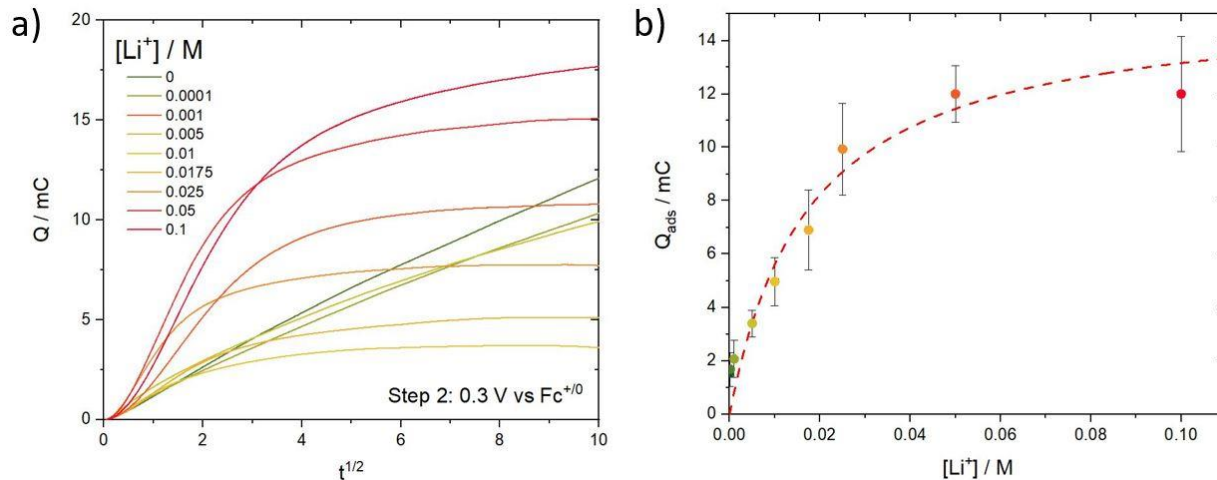 a)
[Li⁺] / M
0
0.0001
0.001
0.005
0.01
0.0175
0.025
0.05
0.1
Step 2: 0.3 V vs Fc⁺/⁰
Q / mC
20
15
10
5
0
0 2 4 6 8 10
t¹/²
b)
Qads / mC
14
12
10
8
6
4
2
0
0.00 0.02 0.04 0.06 0.08 0.10
[Li⁺] / M